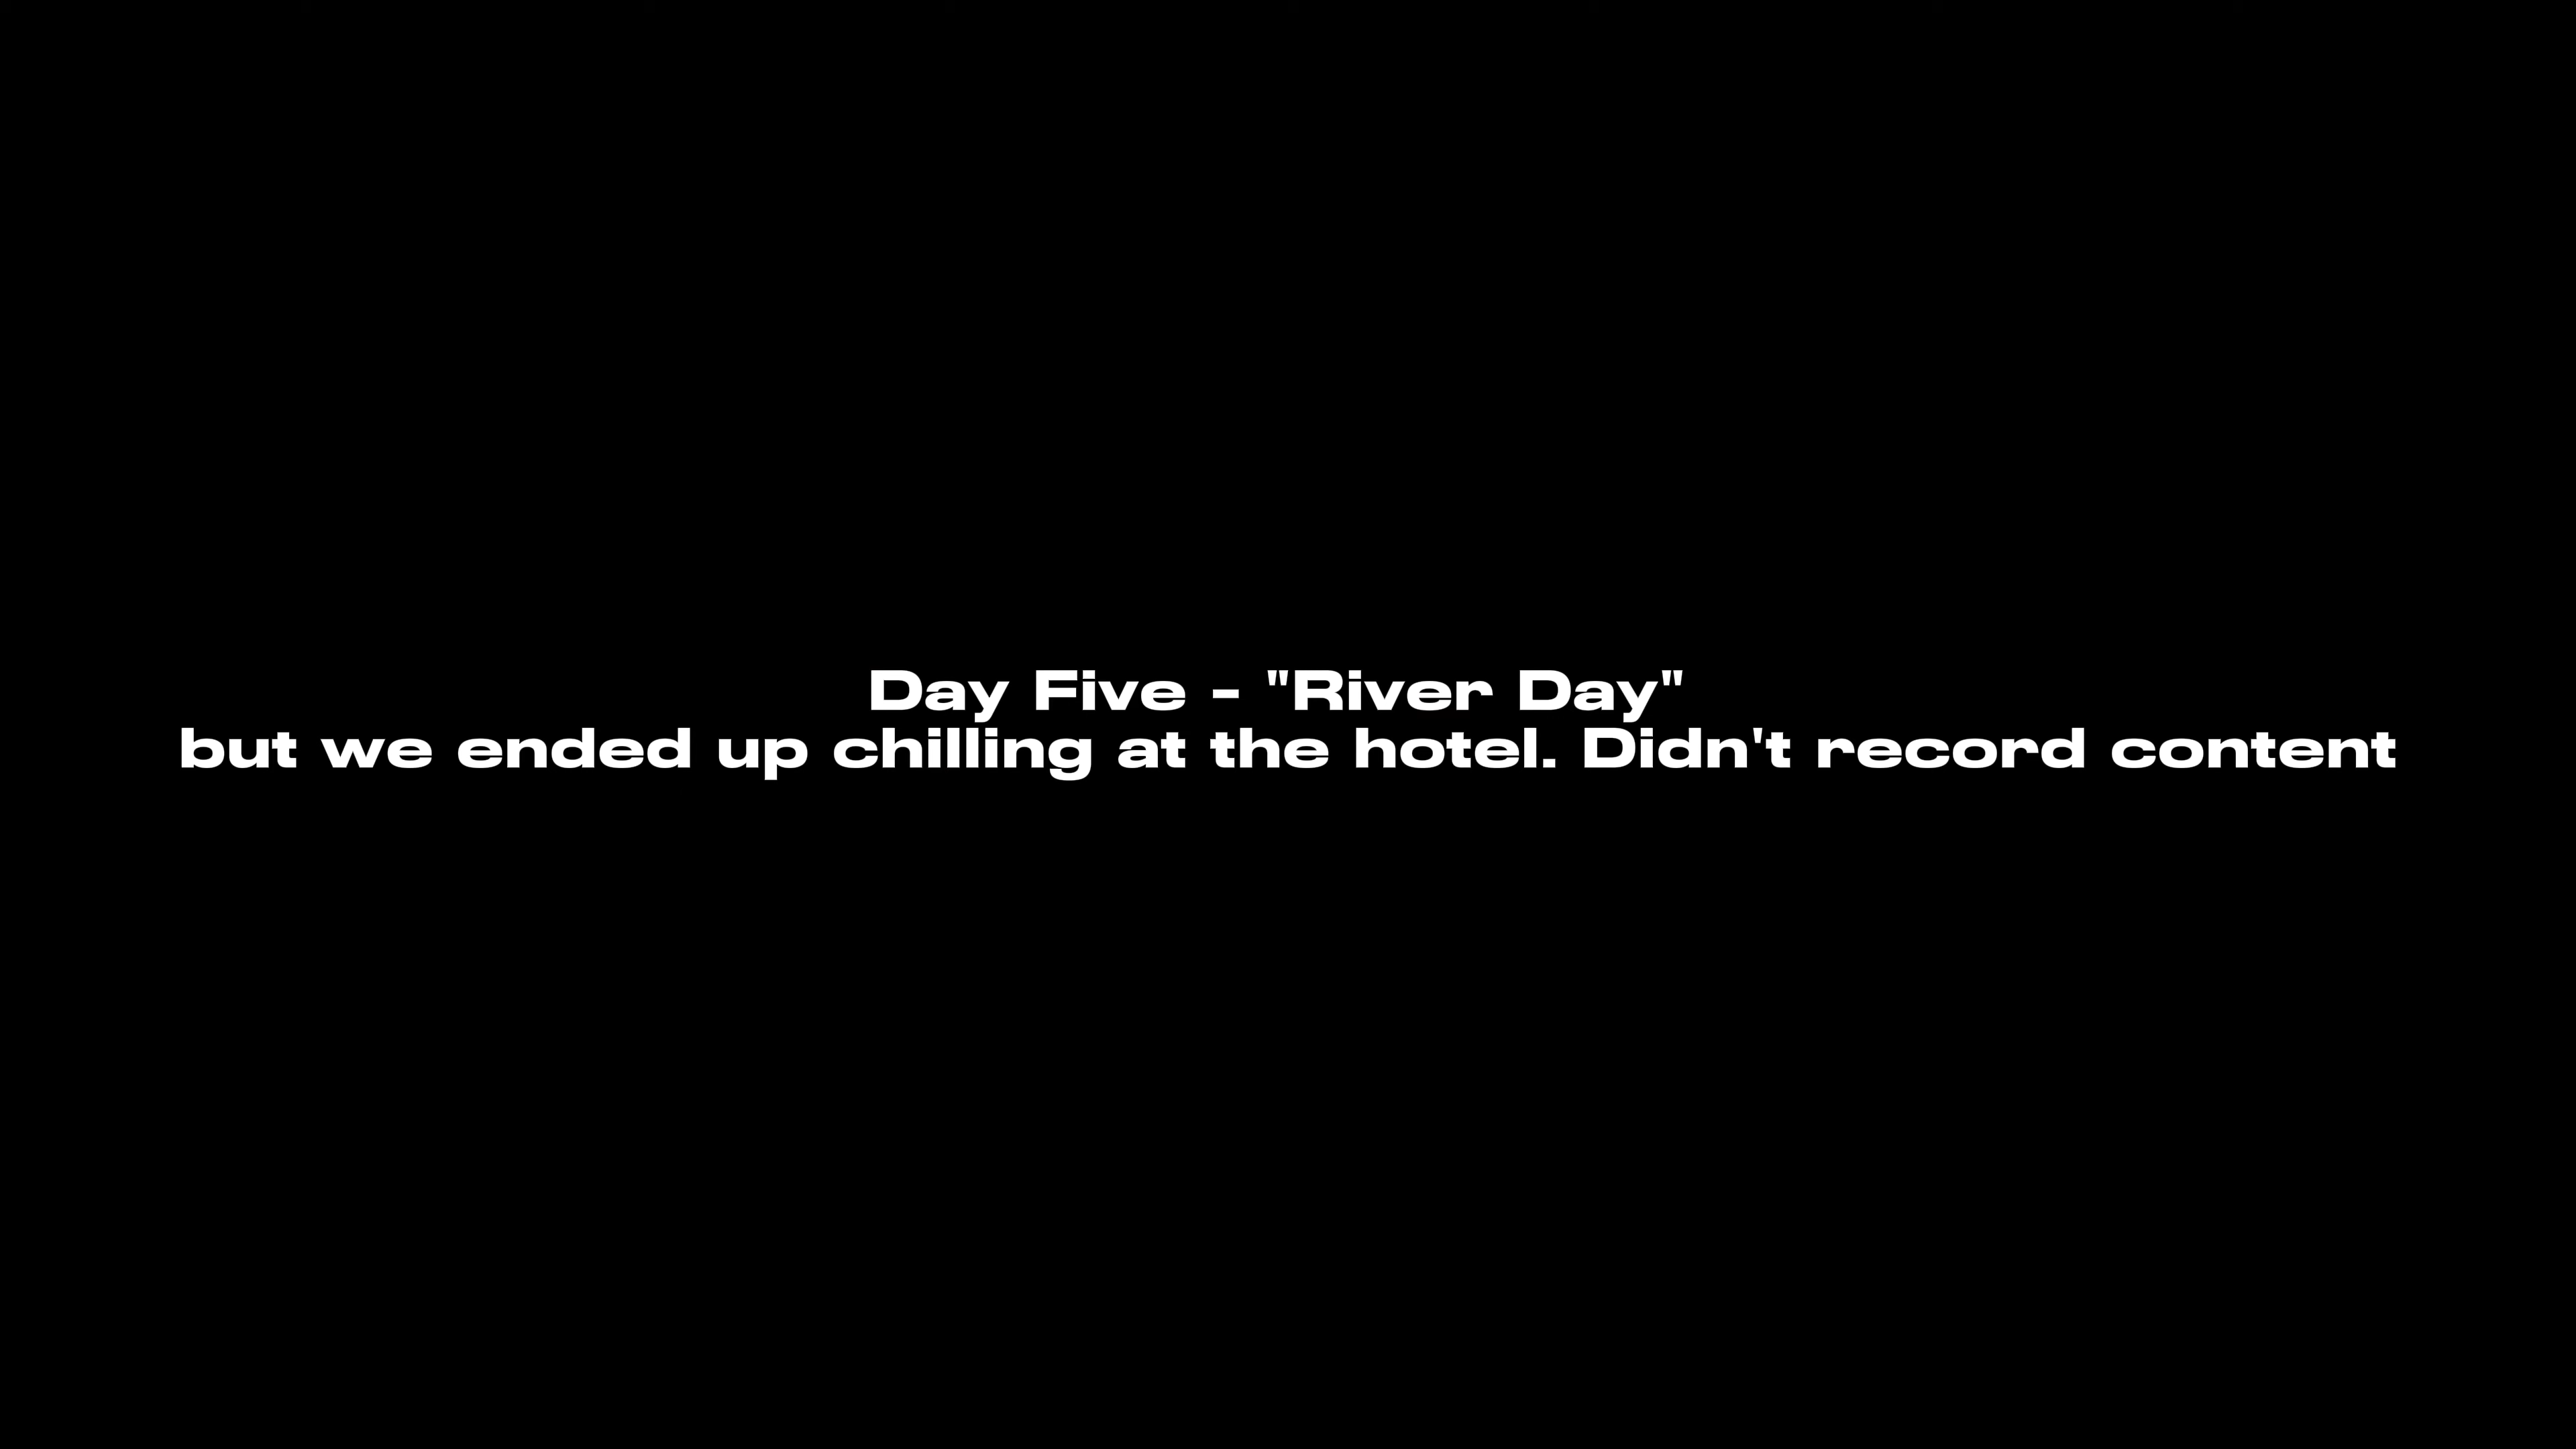 Day Five - "River Day"
but we ended up chilling at the hotel. Didn't record content